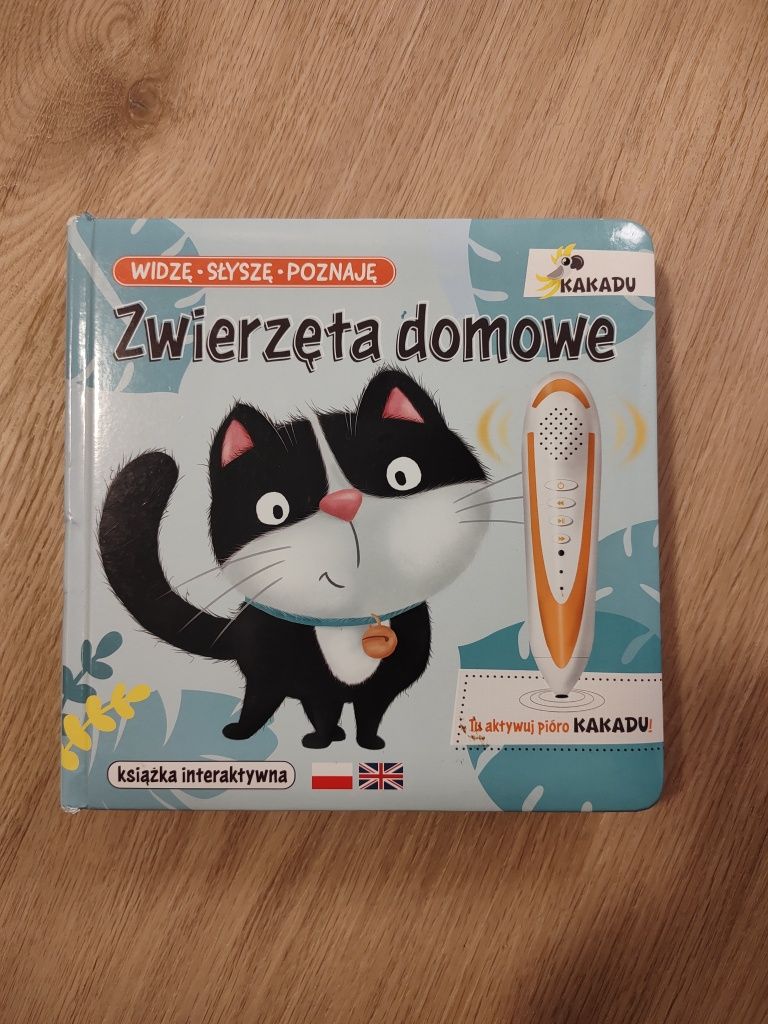 WIDZĘ • SŁYSZĘ • POZNAJĘ
KAKADU
Zwierzęta domowe
Tu aktywuj pióro KAKADU!
książka interaktywna